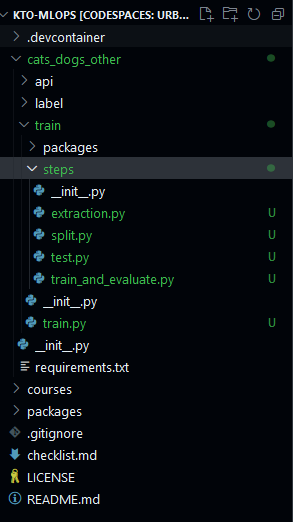 KTO-MLOPS [CODESPACES: URB...
.devcontainer
cats_dogs_other
api
label
train
packages
steps
__init__.py
extraction.py U
split.py U
test.py U
train_and_evaluate.py U
__init__.py
train.py U
__init__.py
requirements.txt
courses
packages
.gitignore
checklist.md
LICENSE
README.md